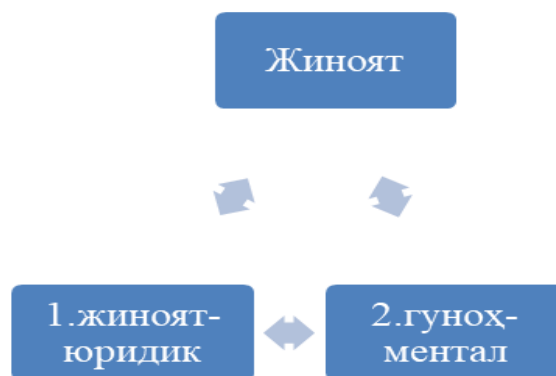 Жиноят
1.жиноят-
юридик
2.гуноҳ-
ментал